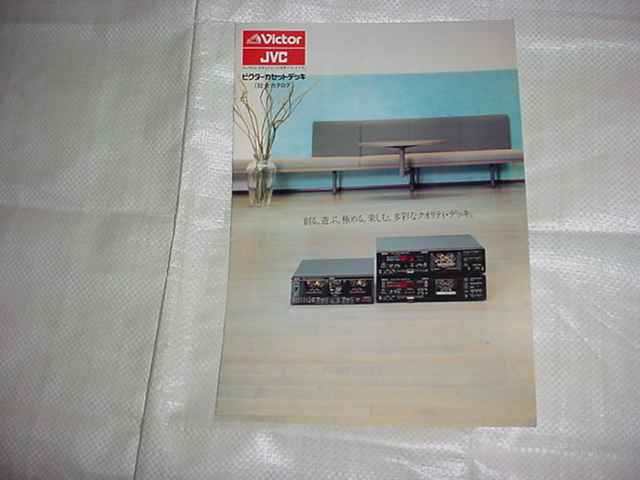 Victor
JVC
ビクターカセットデッキ
(総合カタログ)
創る。遊ぶ。極める。楽しむ。多彩なクオリティ・デッキ。